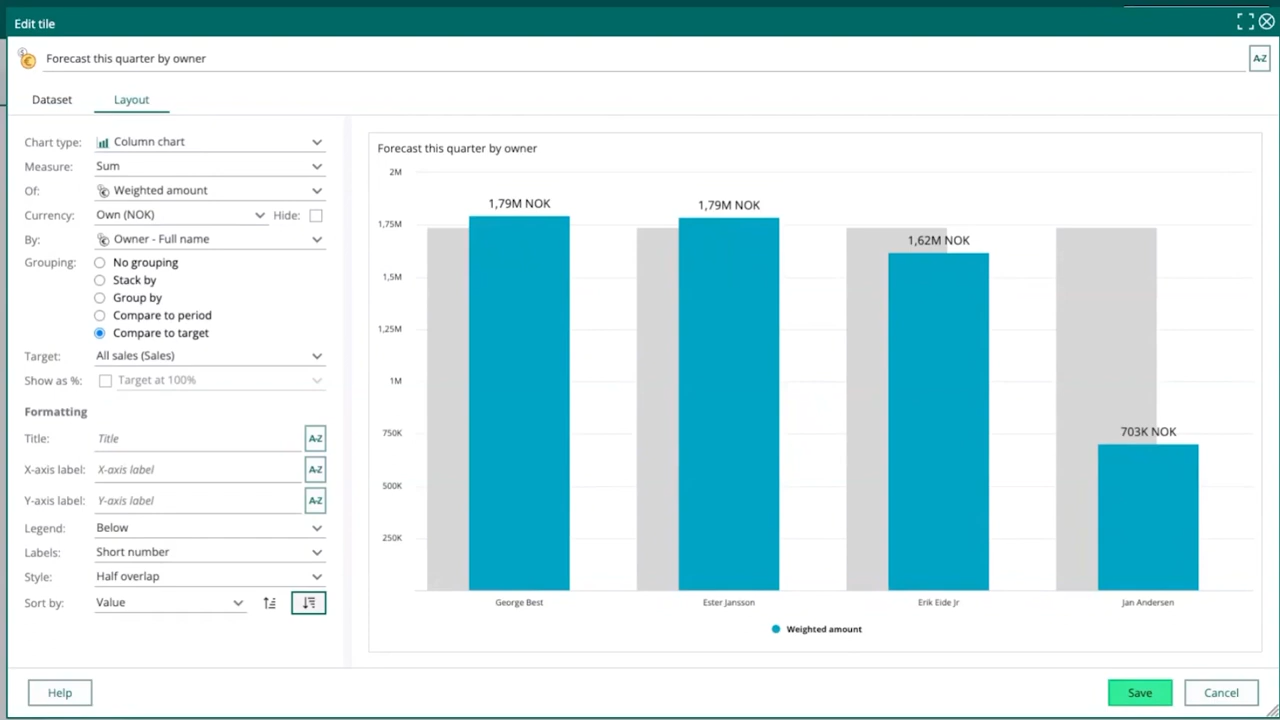 Edit tile
Forecast this quarter by owner
A-Z
Dataset Layout
Chart type: Column chart
Measure: Sum
Of: Weighted amount
Currency: Own (NOK) Hide:
By: Owner - Full name
Grouping: No grouping
Stack by
Group by
Compare to period
Compare to target
Target: All sales (Sales)
Show as %: Target at 100%
Formatting
Title: Title A-Z
X-axis label: X-axis label A-Z
Y-axis label: Y-axis label A-Z
Legend: Below
Labels: Short number
Style: Half overlap
Sort by: Value
Forecast this quarter by owner
2M
1,75M
1,5M
1,25M
1M
750K
500K
250K
1,79M NOK 1,79M NOK 1,62M NOK 703K NOK
George Best Ester Jansson Erik Eide Jr Jan Andersen
Weighted amount
Help Save Cancel